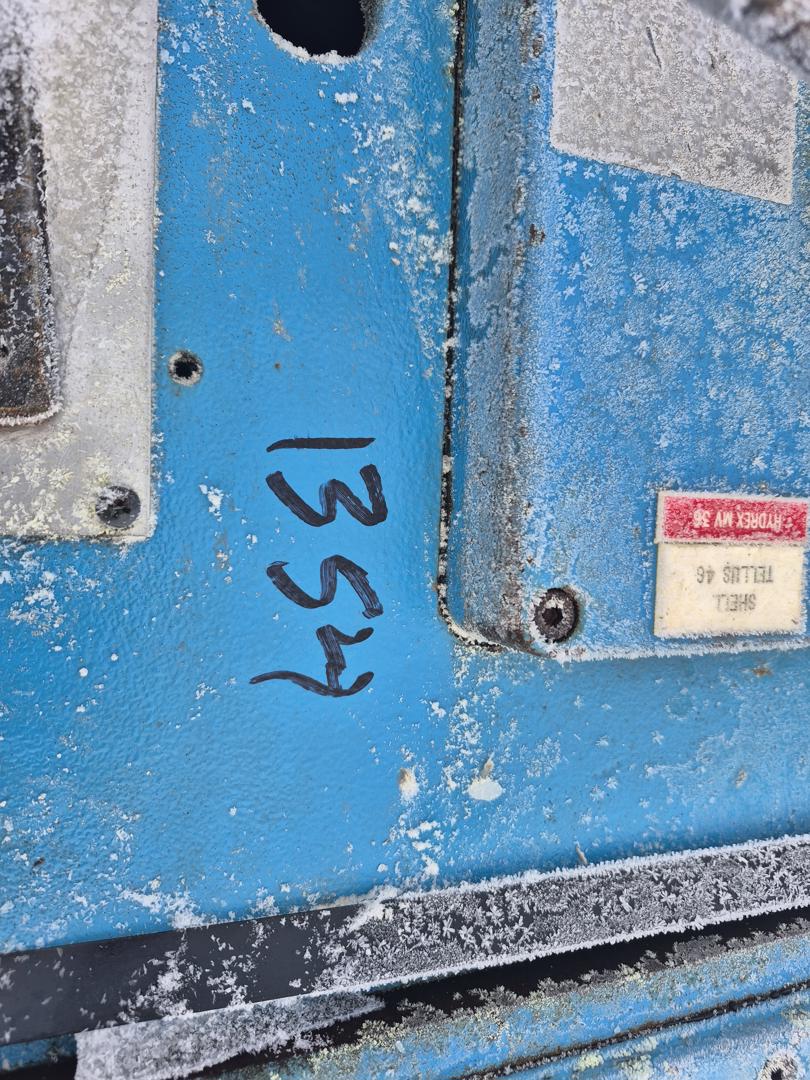 1354
HYDREX MV 36
SHELL
TELLUS 46